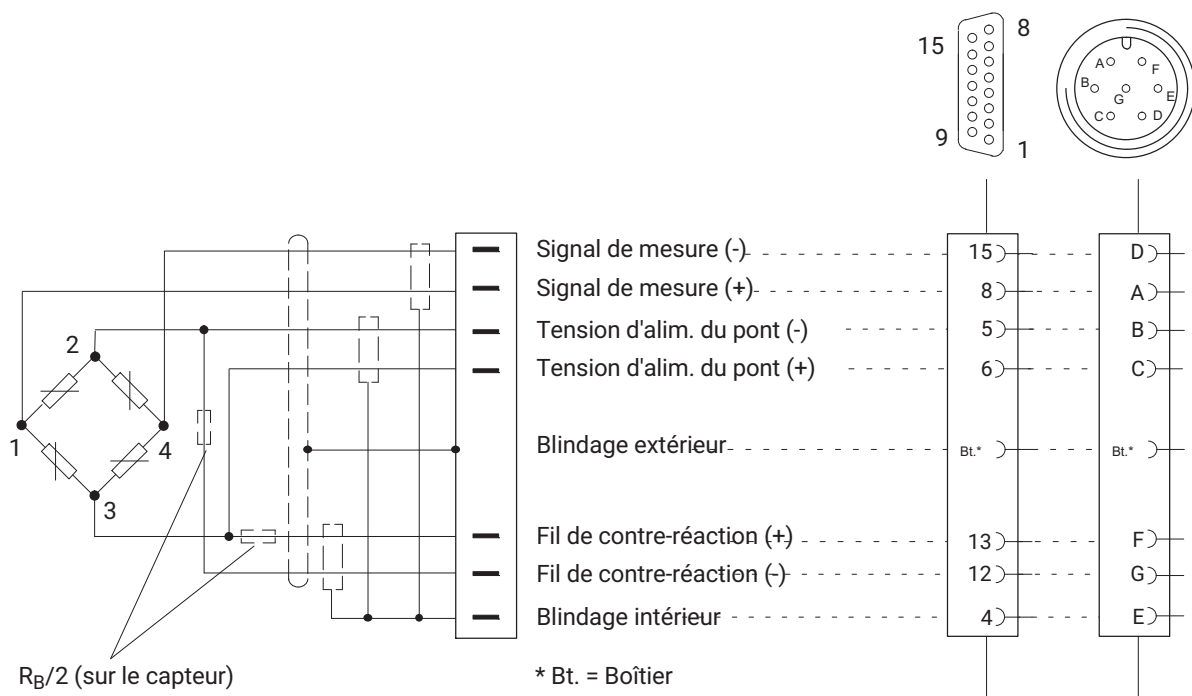 15
8
9
1
A
F
B
G
E
C
D
Signal de mesure (-)
15
D
Signal de mesure (+)
8
A
Tension d'alim. du pont (-)
5
B
2
Tension d'alim. du pont (+)
6
C
1
4
Blindage extérieur
Bt.*
Bt.*
3
Fil de contre-réaction (+)
13
F
Fil de contre-réaction (-)
12
G
Blindage intérieur
4
E
RB/2 (sur le capteur)
* Bt. = Boîtier